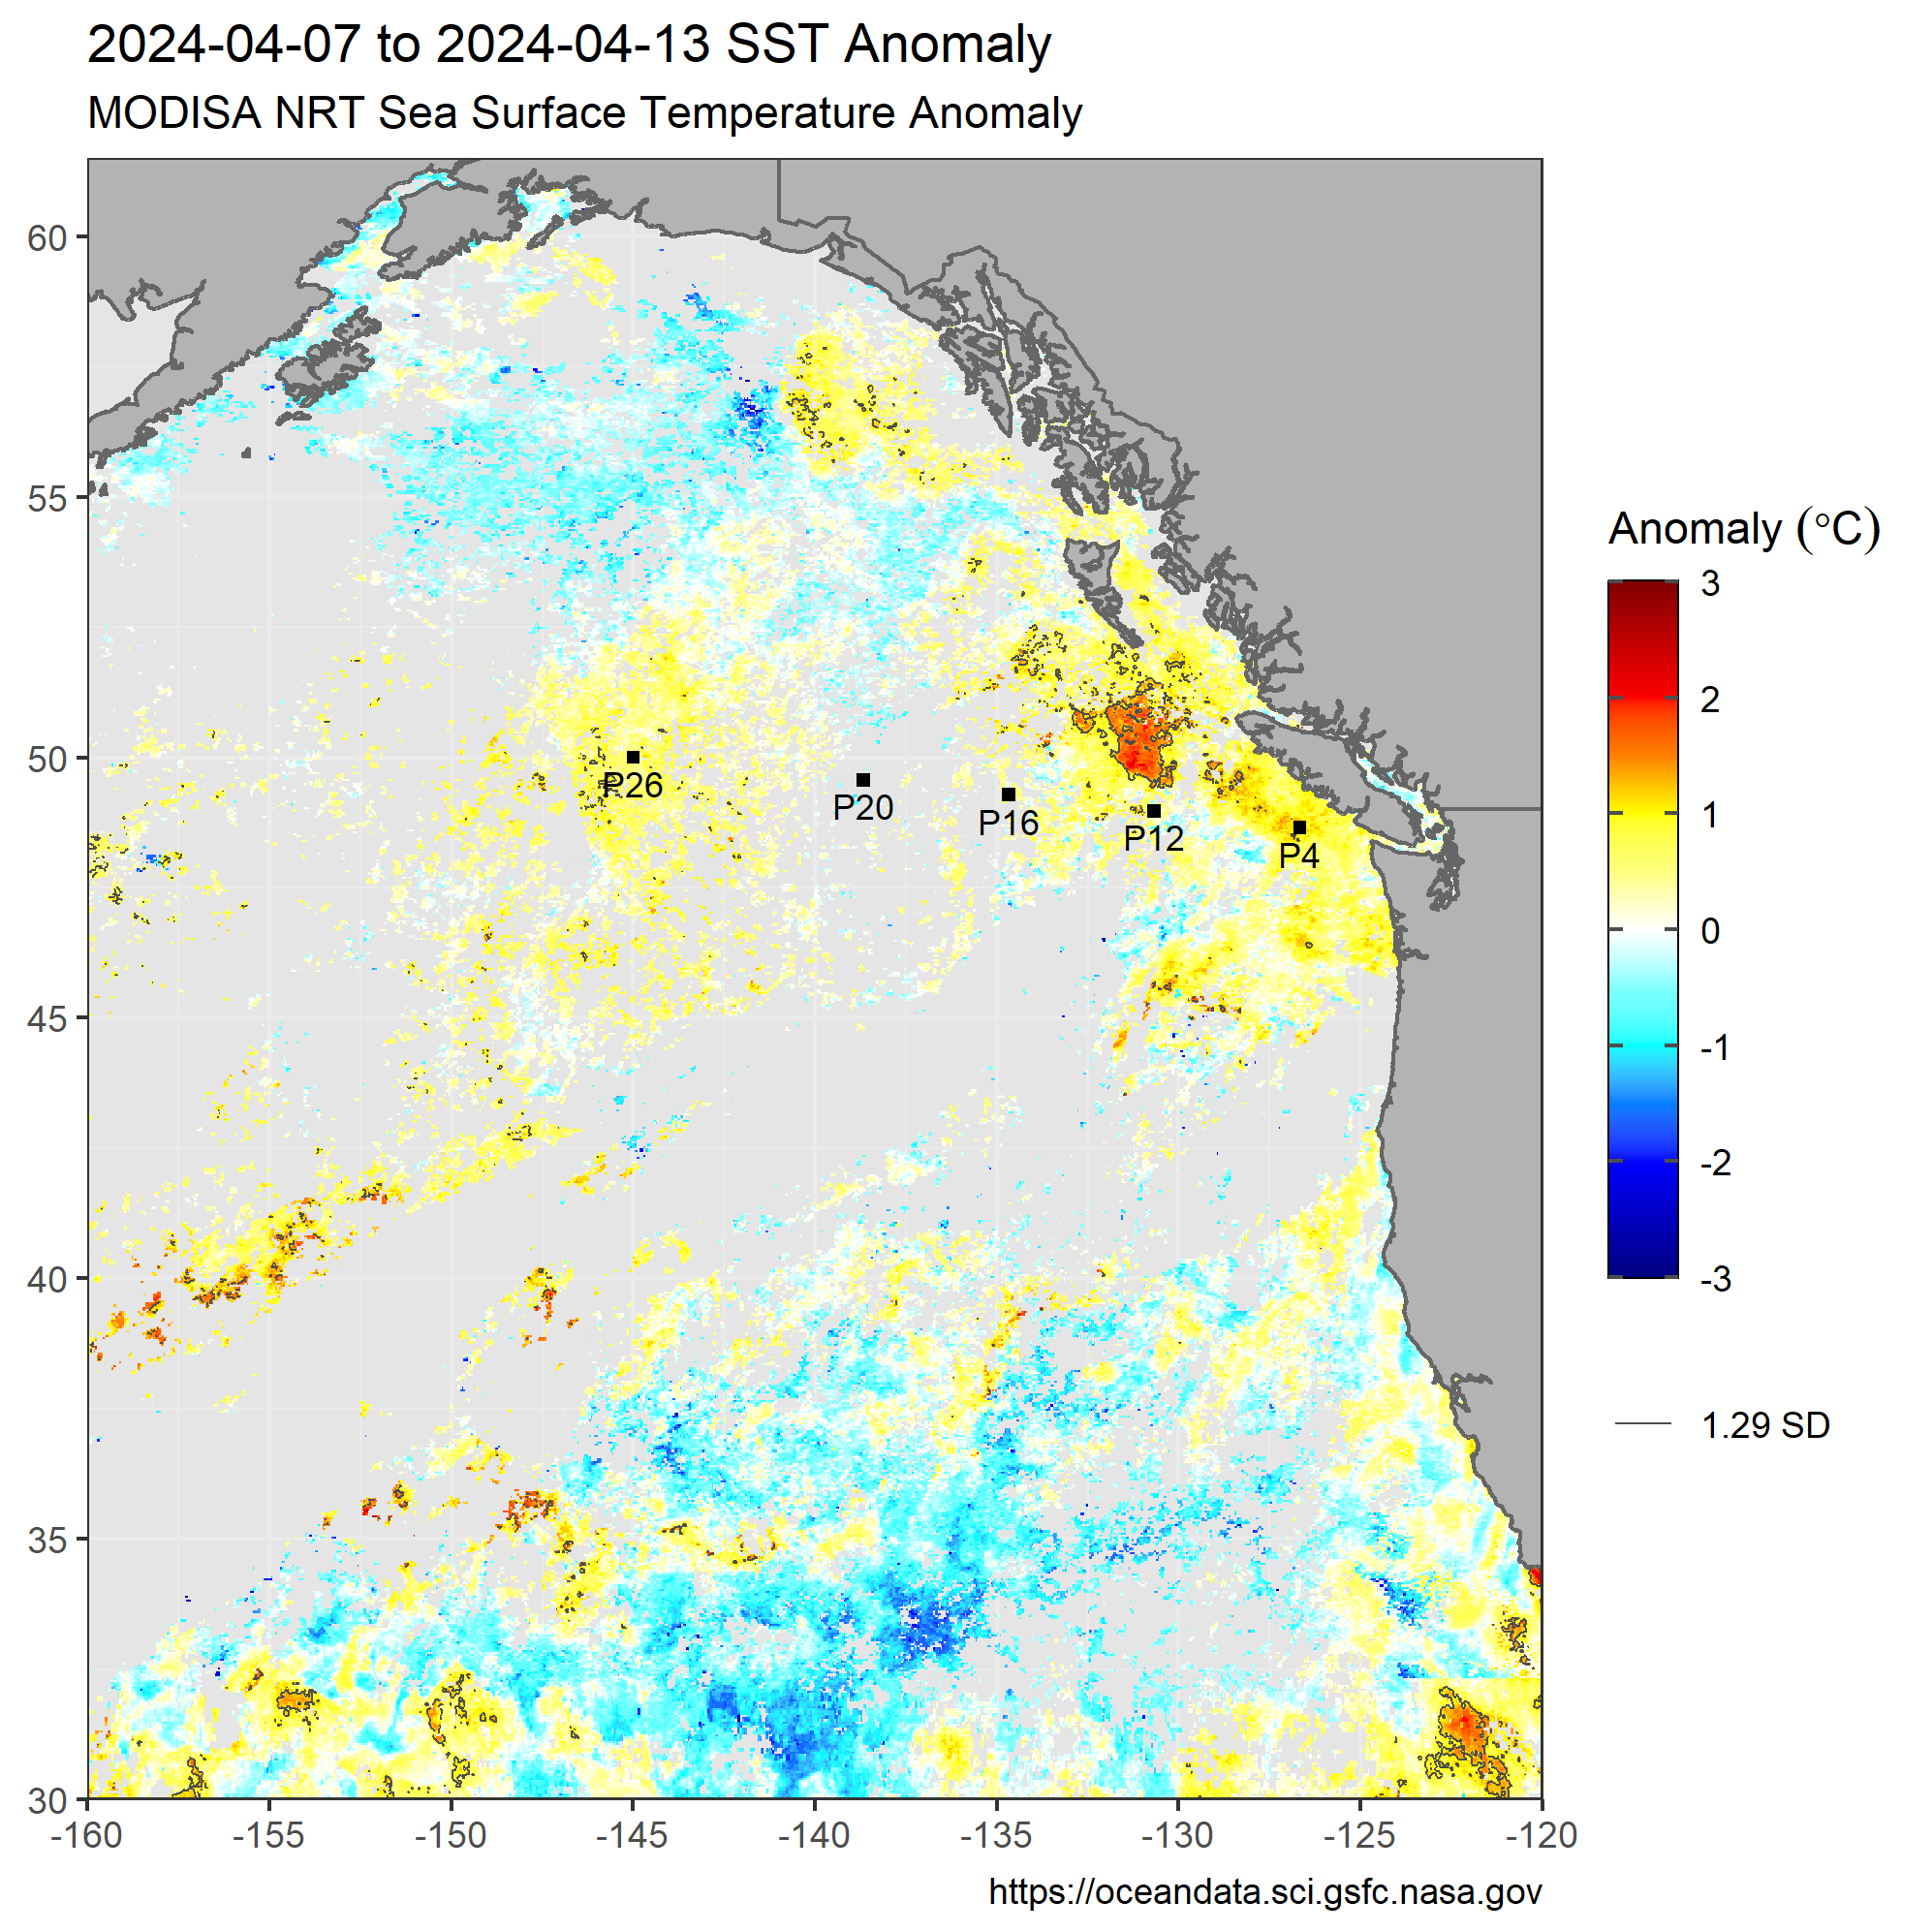 2024-04-07 to 2024-04-13 SST Anomaly
MODISA NRT Sea Surface Temperature Anomaly
60
55
50
45
40
35
30
-160
-155
-150
-145
-140
-135
-130
-125
-120
P26
P20
P16
P12
P4
Anomaly (°C)
3
2
1
0
-1
-2
-3
1.29 SD
https://oceandata.sci.gsfc.nasa.gov